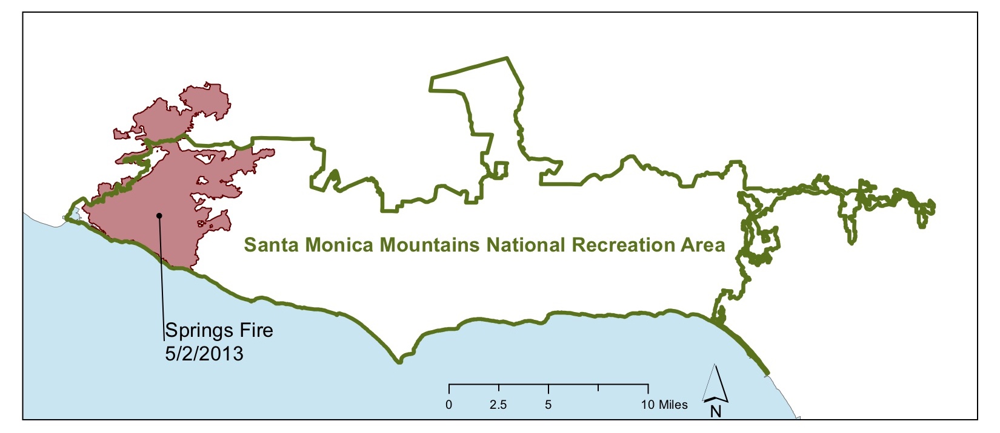 Santa Monica Mountains National Recreation Area
Springs Fire
5/2/2013
0 2.5 5 10 Miles
N